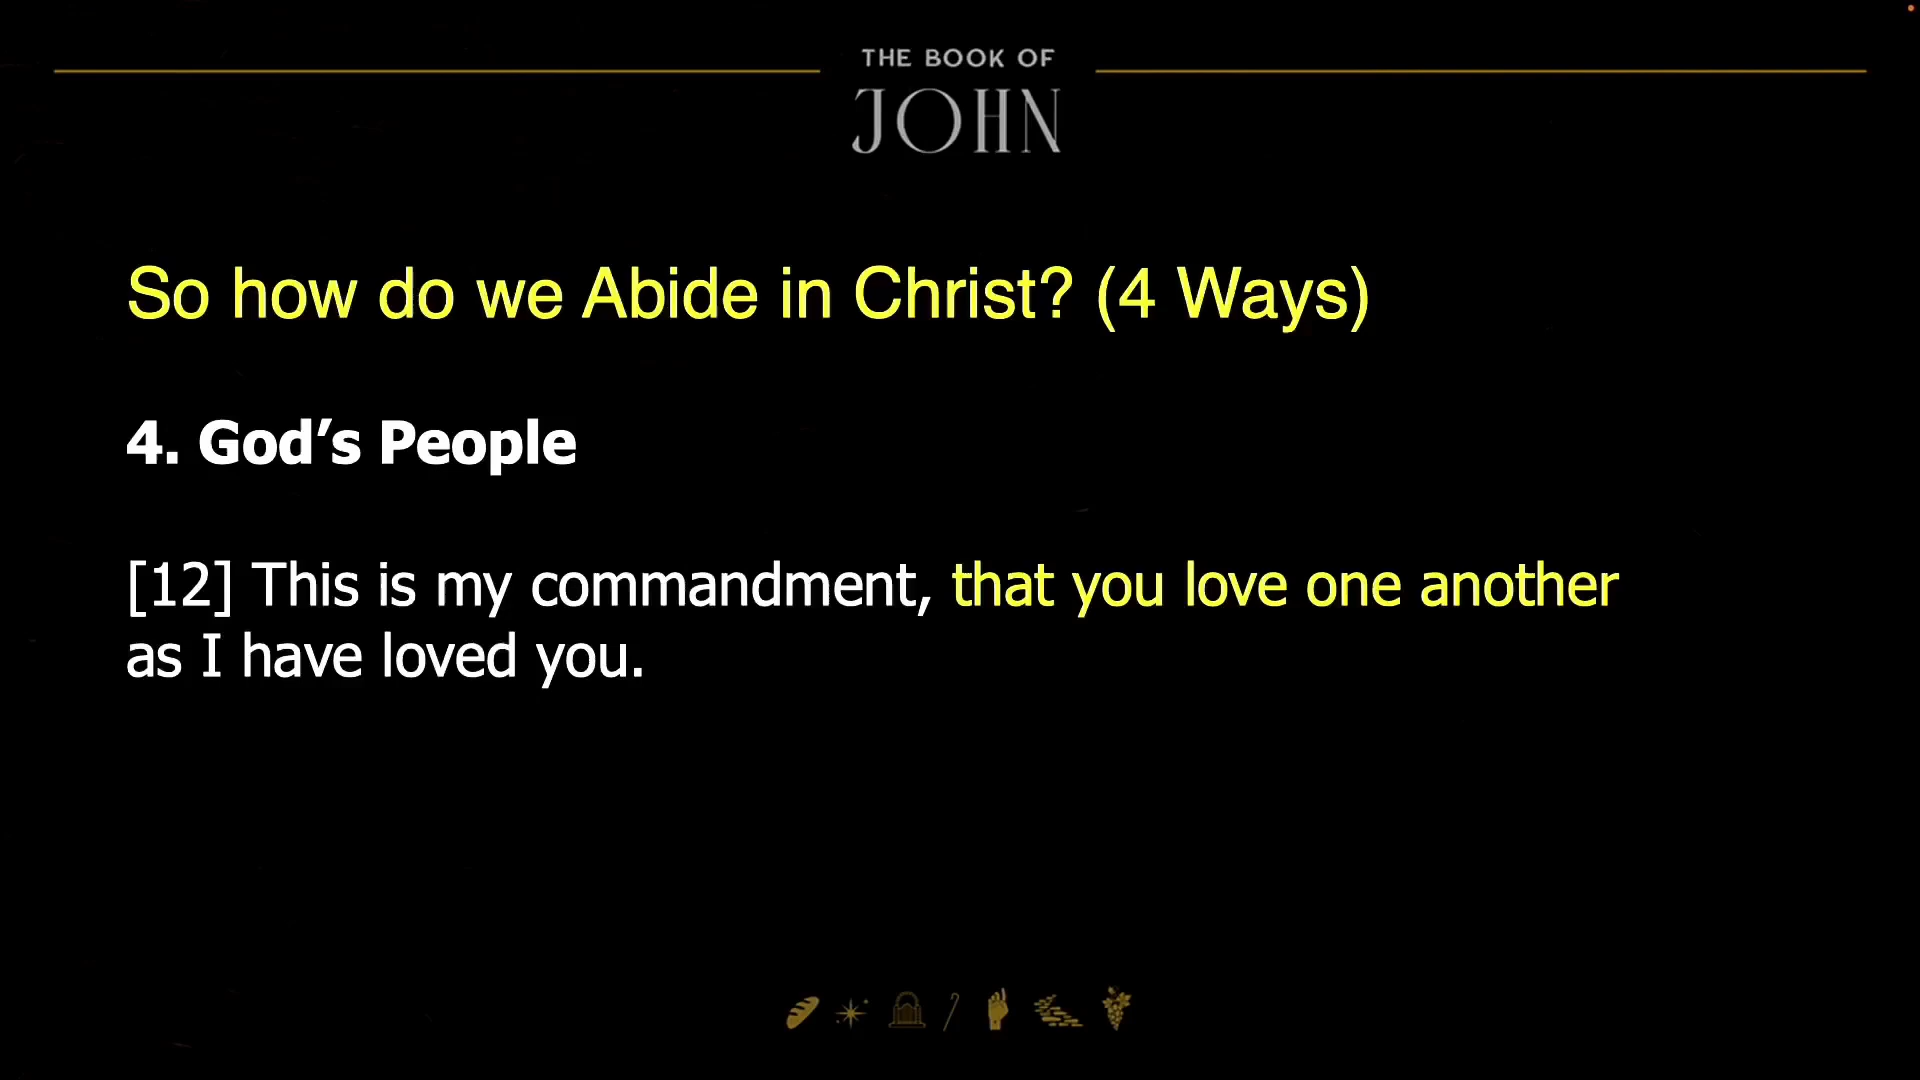 THE BOOK OF
JOHN
So how do we Abide in Christ? (4 Ways)
4. God’s People
[12] This is my commandment, that you love one another
as I have loved you.